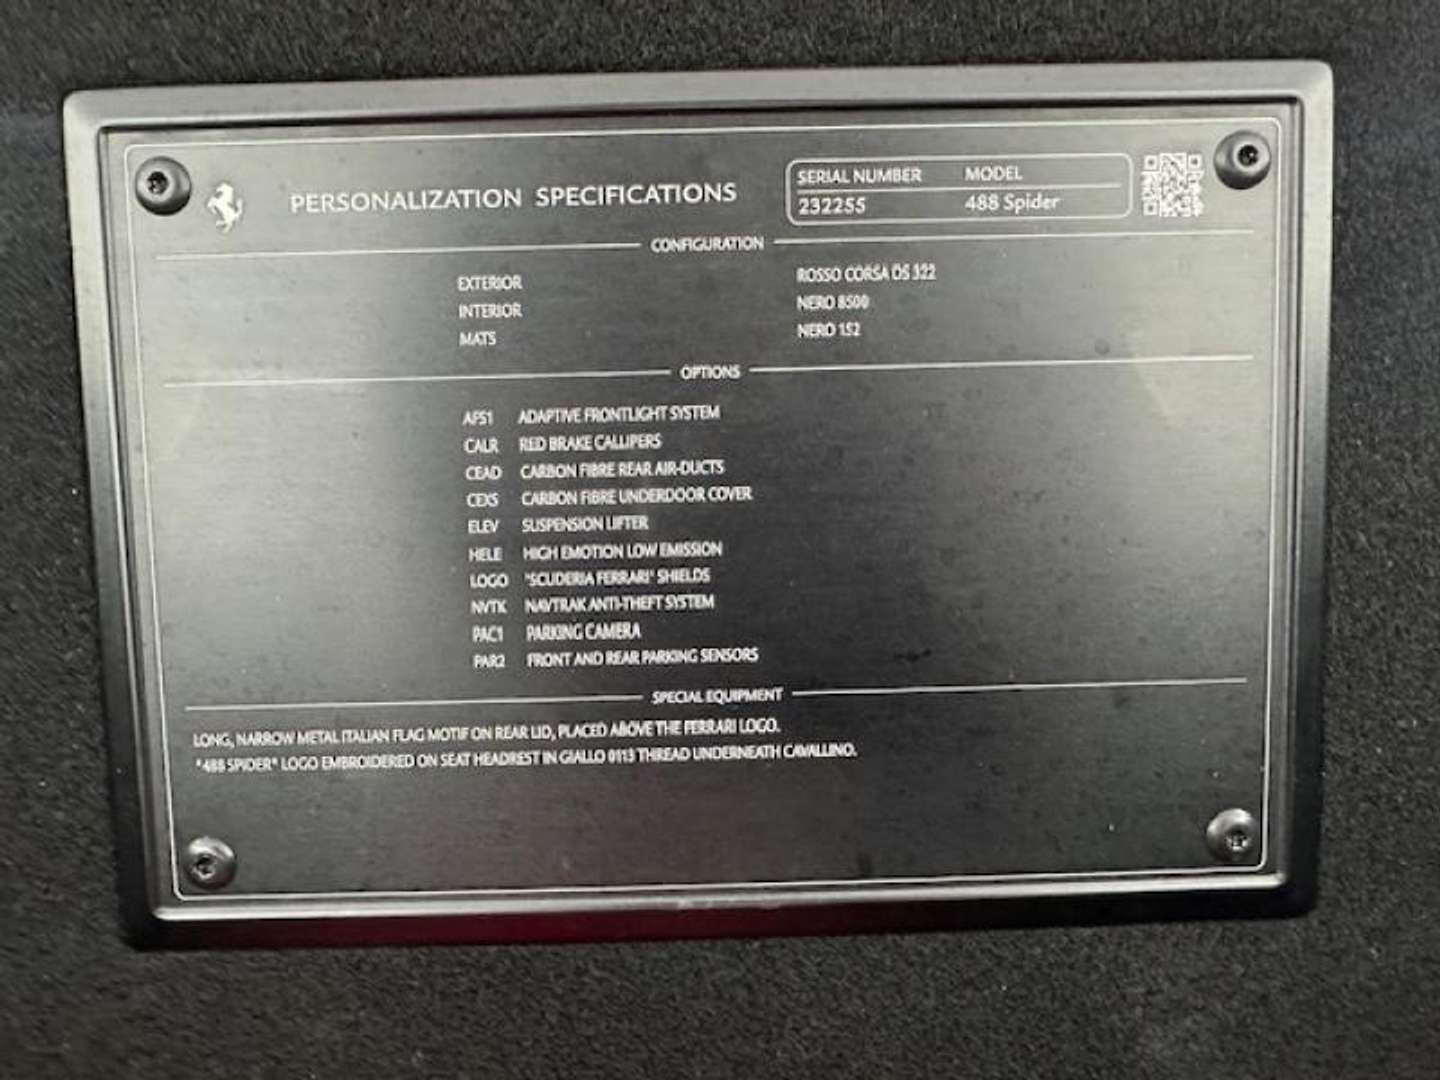 PERSONALIZATION SPECIFICATIONS
SERIAL NUMBER MODEL
232255 488 Spider
CONFIGURATION
EXTERIOR ROSSO CORSA DS 322
INTERIOR NERO 8500
MATS NERO 152
OPTIONS
AFS1 ADAPTIVE FRONTLIGHT SYSTEM
CALR RED BRAKE CALLIPERS
CEAD CARBON FIBRE REAR AIR-DUCTS
CEXS CARBON FIBRE UNDERDOOR COVER
ELEV SUSPENSION LIFTER
HELE HIGH EMOTION LOW EMISSION
LOGO "SCUDERIA FERRARI" SHIELDS
NVTK NAVTRAK ANTI-THEFT SYSTEM
PAC1 PARKING CAMERA
PAR2 FRONT AND REAR PARKING SENSORS
SPECIAL EQUIPMENT
LONG, NARROW METAL ITALIAN FLAG MOTIF ON REAR LID, PLACED ABOVE THE FERRARI LOGO.
"488 SPIDER" LOGO EMBROIDERED ON SEAT HEADREST IN GIALLO 0113 THREAD UNDERNEATH CAVALLINO.